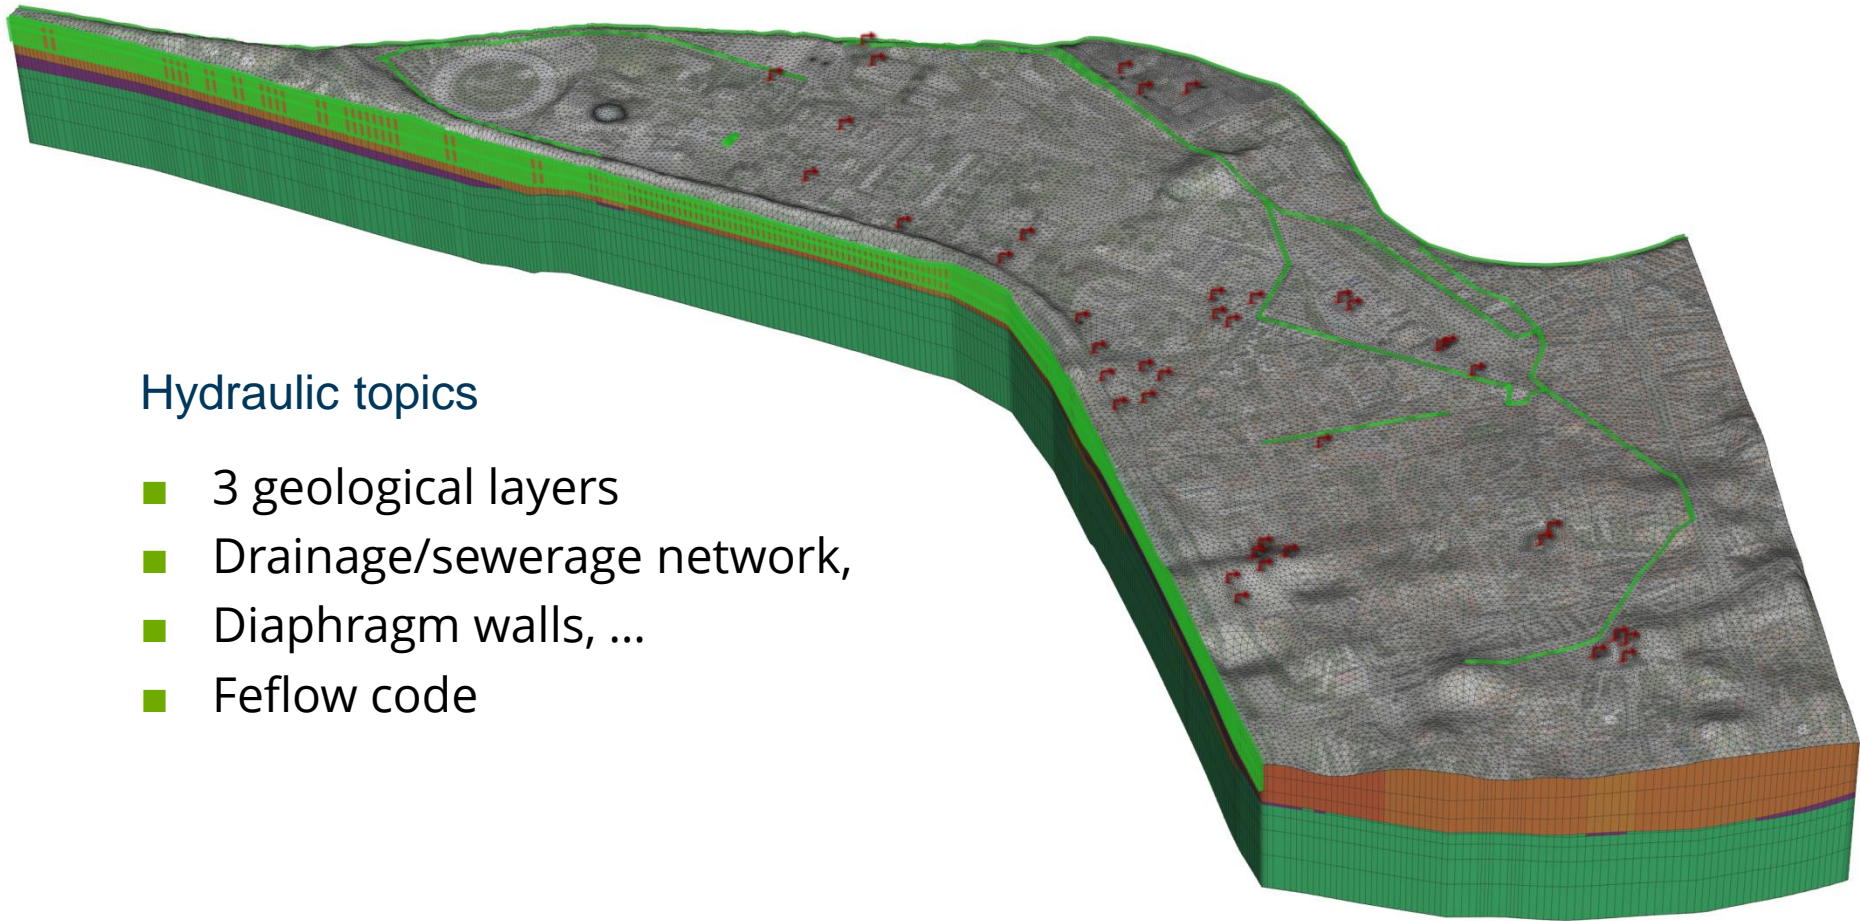 Hydraulic topics
■ 3 geological layers
■ Drainage/sewerage network,
■ Diaphragm walls, ...
■ Feflow code